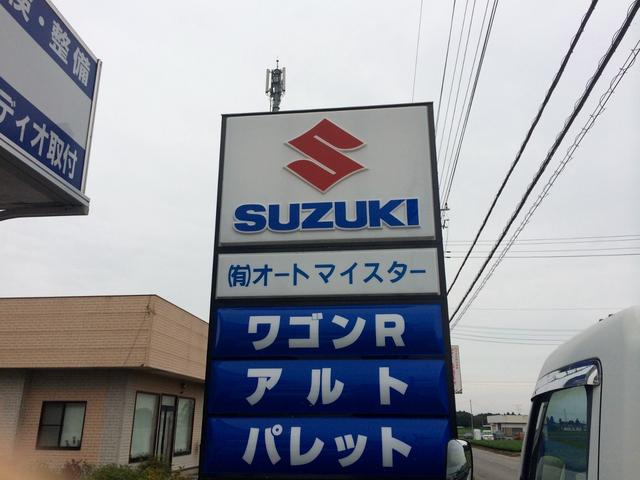 検・整備
ディオ取付
SUZUKI
(有)オートマイスター
ワゴンR
アルト
パレット